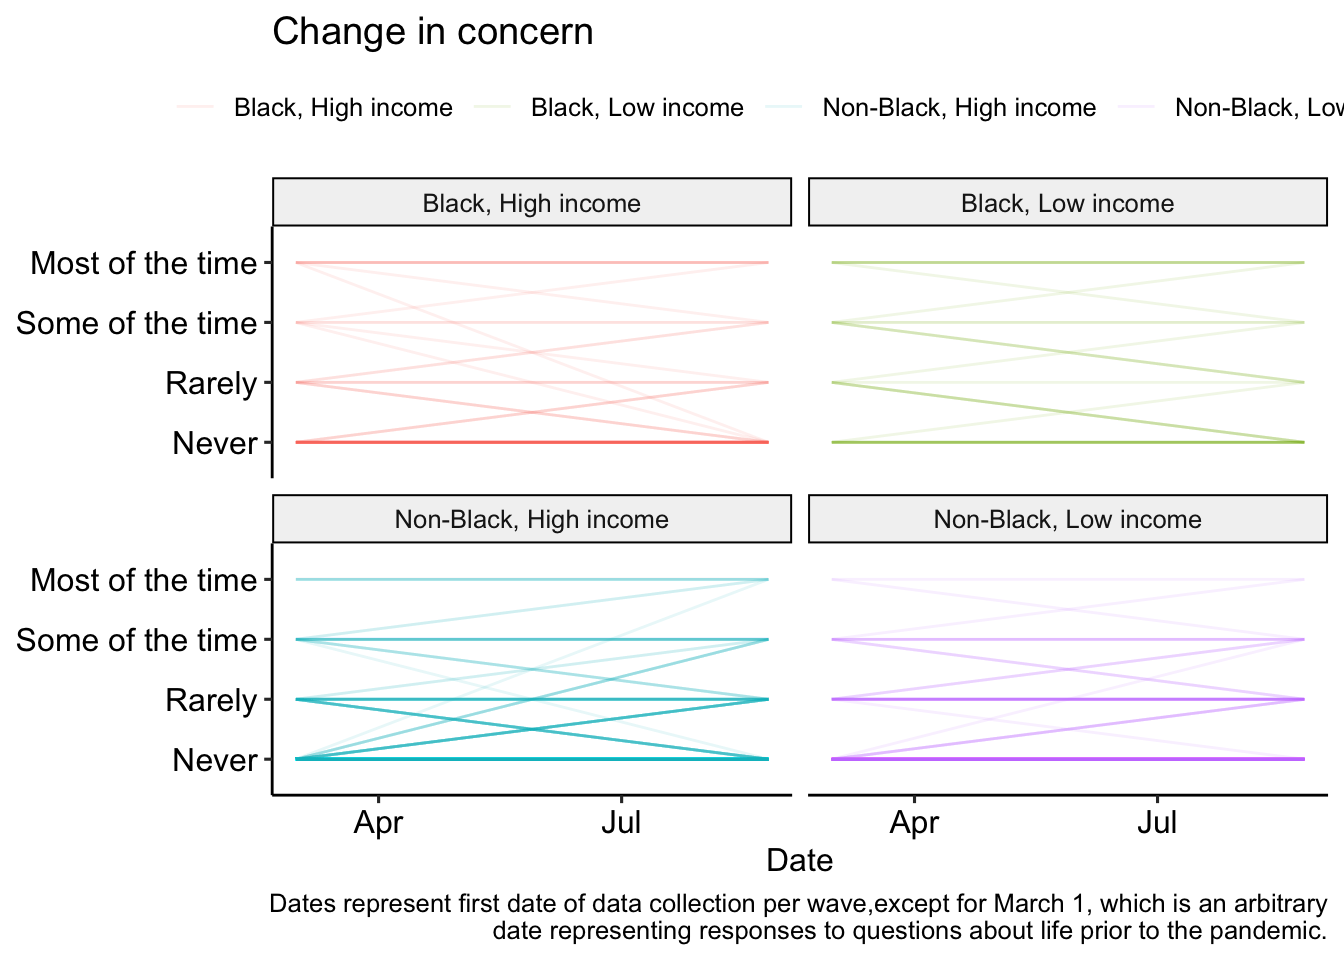 Change in concern
Black, High income Black, Low income Non-Black, High income Non-Black, Low
Black, High income Black, Low income
Most of the time
Some of the time
Rarely
Never
Non-Black, High income Non-Black, Low income
Most of the time
Some of the time
Rarely
Never
Apr Jul Apr Jul
Date
Dates represent first date of data collection per wave,except for March 1, which is an arbitrary
date representing responses to questions about life prior to the pandemic.